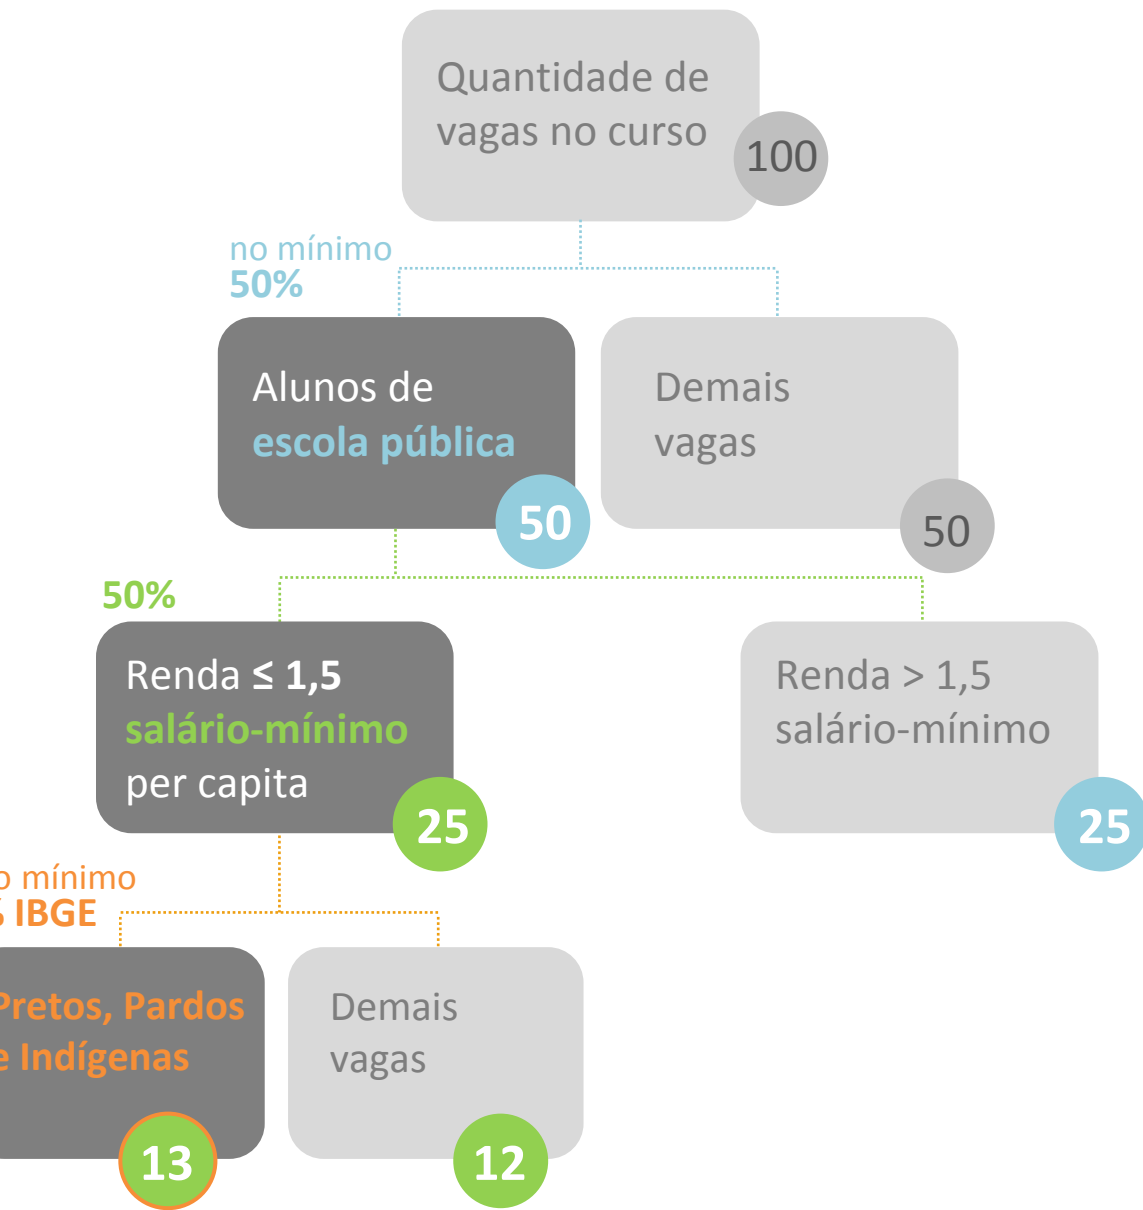 Quantidade de
vagas no curso
100
no mínimo
50%
Alunos de
escola pública
50
Demais
vagas
50
50%
Renda ≤ 1,5
salário-mínimo
per capita
25
Renda > 1,5
salário-mínimo
25
o mínimo
% IBGE
Pretos, Pardos
e Indígenas
13
Demais
vagas
12